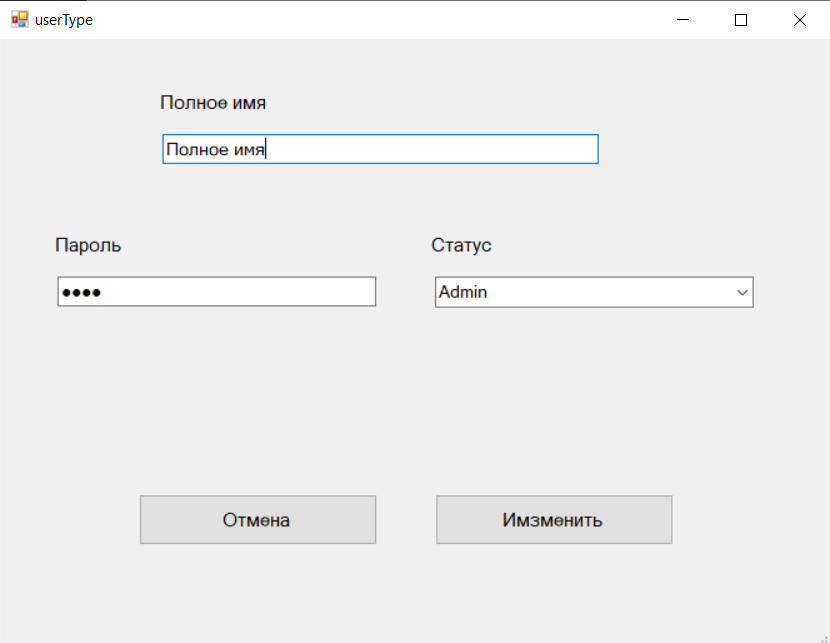 userType
Полное имя
Полное имя
Пароль
Статус
••••
Admin
Отмена
Имзменить